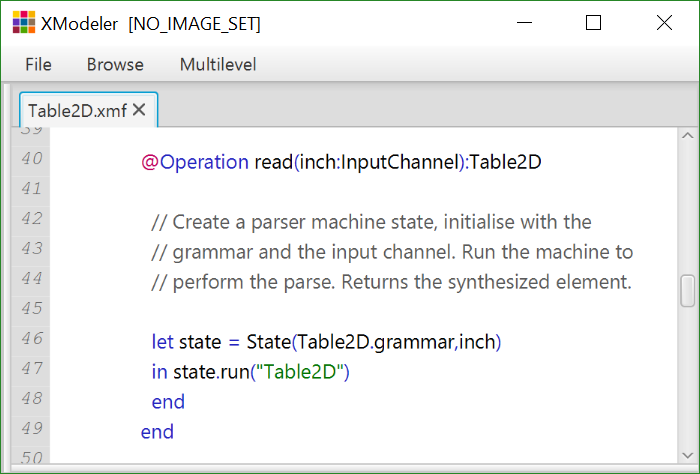 XModeler [NO_IMAGE_SET]
File Browse Multilevel
Table2D.xmf
39
40 @Operation read(inch:InputChannel):Table2D
41
42 // Create a parser machine state, initialise with the
43 // grammar and the input channel. Run the machine to
44 // perform the parse. Returns the synthesized element.
45
46 let state = State(Table2D.grammar,inch)
47 in state.run("Table2D")
48 end
49 end
50